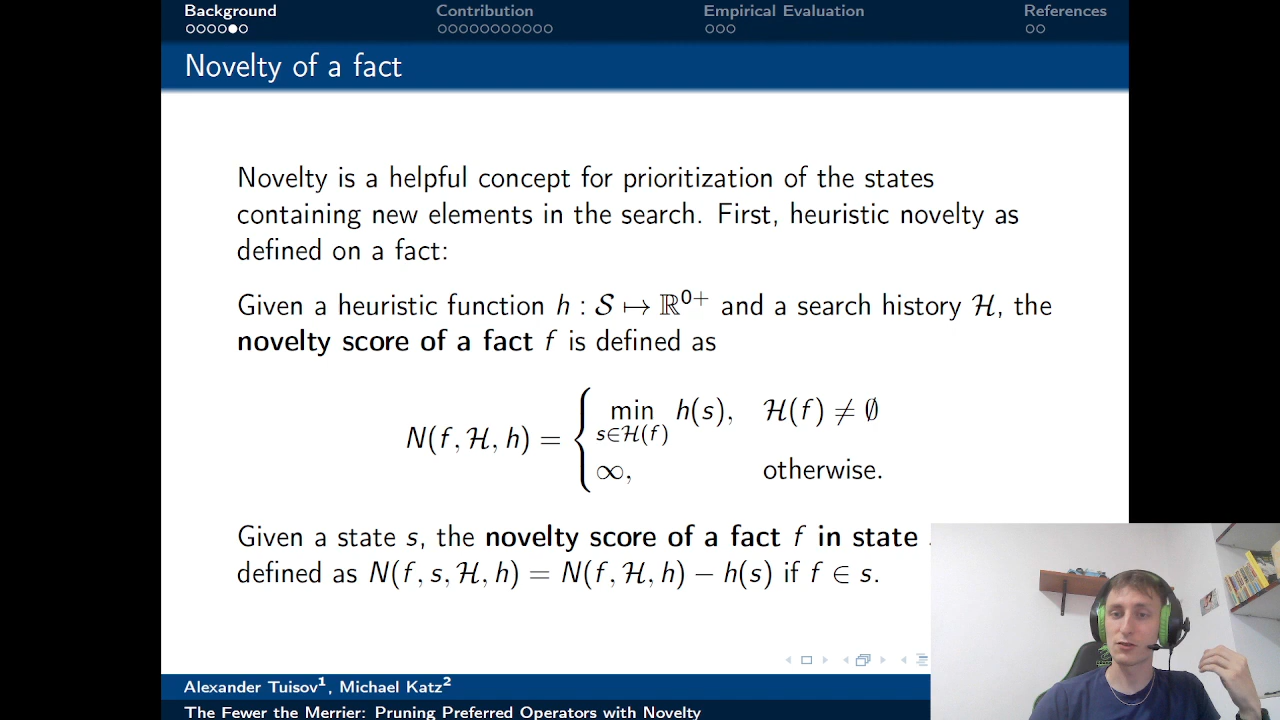 Background Contribution Empirical Evaluation References
Novelty of a fact
Novelty is a helpful concept for prioritization of the states
containing new elements in the search. First, heuristic novelty as
defined on a fact:
Given a heuristic function h : S ↦ ℝ⁰⁺ and a search history H, the
novelty score of a fact f is defined as
N(f, H, h) = { min s∈H(f) h(s), H(f) ≠ ∅
∞, otherwise.
Given a state s, the novelty score of a fact f in state
defined as N(f, s, H, h) = N(f, H, h) − h(s) if f ∈ s.
Alexander Tuisov¹, Michael Katz²
The Fewer the Merrier: Pruning Preferred Operators with Novelty